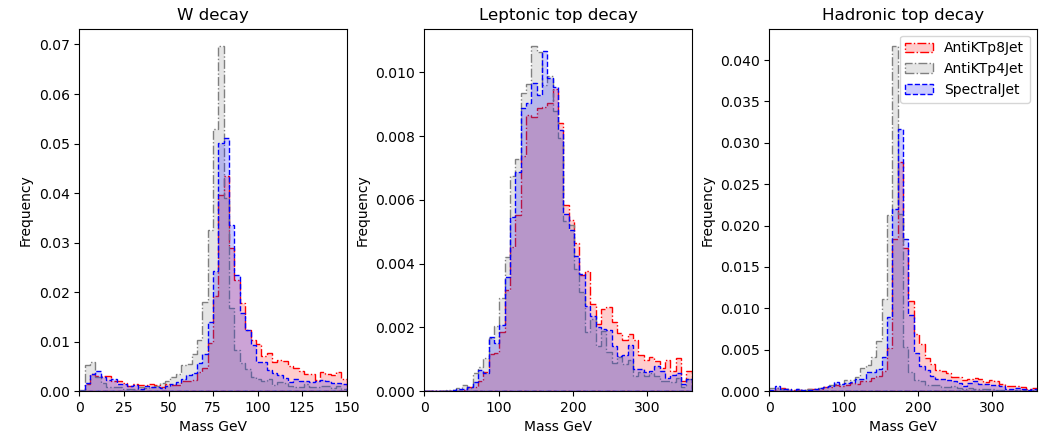 W decay
Leptonic top decay
Hadronic top decay
0.07
0.06
0.05
0.04
0.03
0.02
0.01
0.00
Frequency
0 25 50 75 100 125 150
Mass GeV
0.010
0.008
0.006
0.004
0.002
0.000
Frequency
0 100 200 300
Mass GeV
0.040
0.035
0.030
0.025
0.020
0.015
0.010
0.005
0.000
Frequency
0 100 200 300
Mass GeV
AntiKTp8Jet
AntiKTp4Jet
SpectralJet